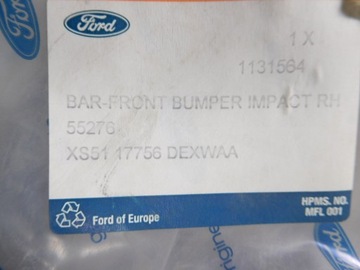 Ford
1 X
1131564
BAR-FRONT BUMPER IMPACT RH
55276
XS51 17756 DEXWAA
Ford of Europe
HPMS. NO.
MFL 001